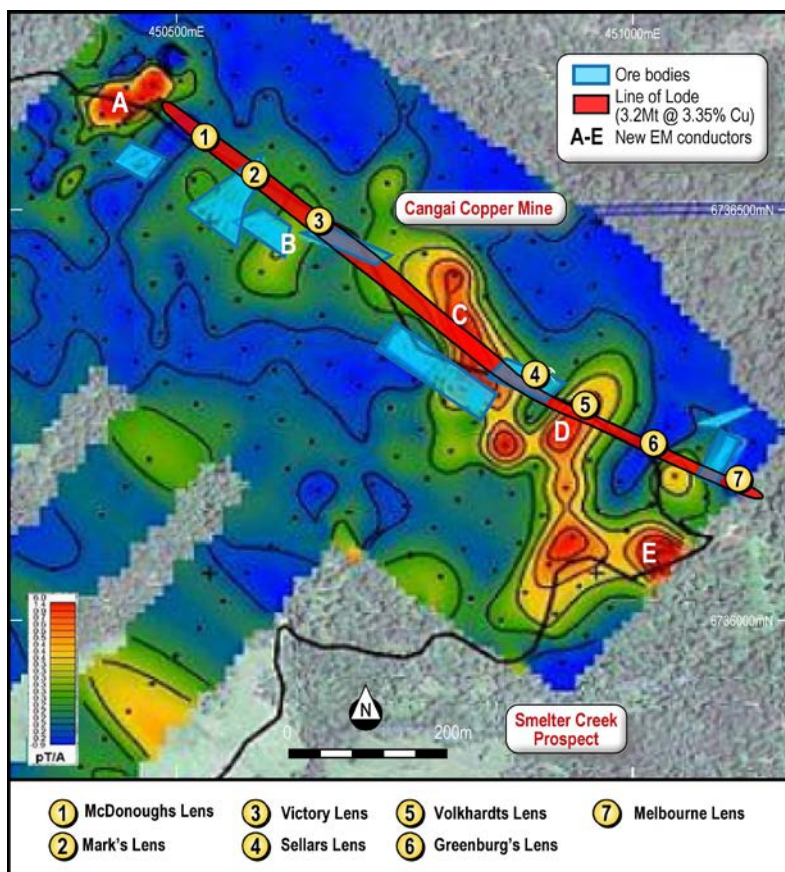 450500mE
451000mE
Ore bodies
Line of Lode
(3.2Mt @ 3.35% Cu)
A-E New EM conductors
A
1
2
3
Cangai Copper Mine
6736500mN
B
C
4
5
D
6
7
E
6736000mN
pT/A
N
0
200m
Smelter Creek
Prospect
1 McDonoughs Lens
3 Victory Lens
5 Volkhardts Lens
7 Melbourne Lens
2 Mark's Lens
4 Sellars Lens
6 Greenburg's Lens